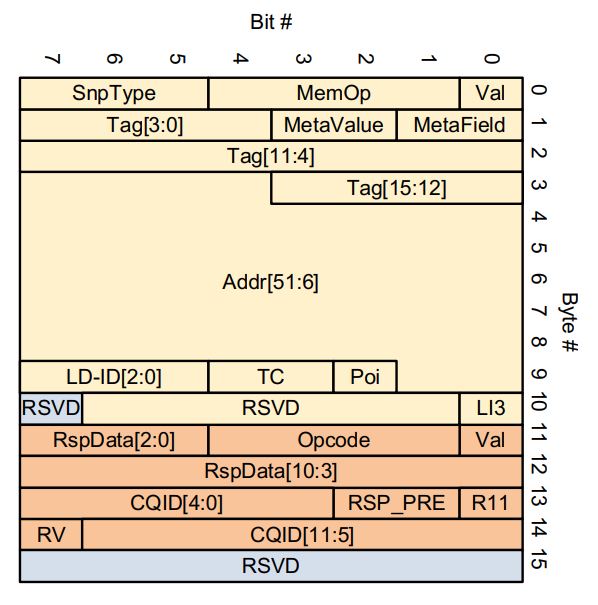 Bit #
7 6 5 4 3 2 1 0
SnpType MemOp Val 0
Tag[3:0] MetaValue MetaField 1
Tag[11:4] 2
Tag[15:12] 3
4
5
Addr[51:6] 6
7
8
LD-ID[2:0] TC Poi 9
RSVD RSVD LI3 10
RspData[2:0] Opcode Val 11
RspData[10:3] 12
CQID[4:0] RSP_PRE R11 13
RV CQID[11:5] 14
RSVD 15
Byte #